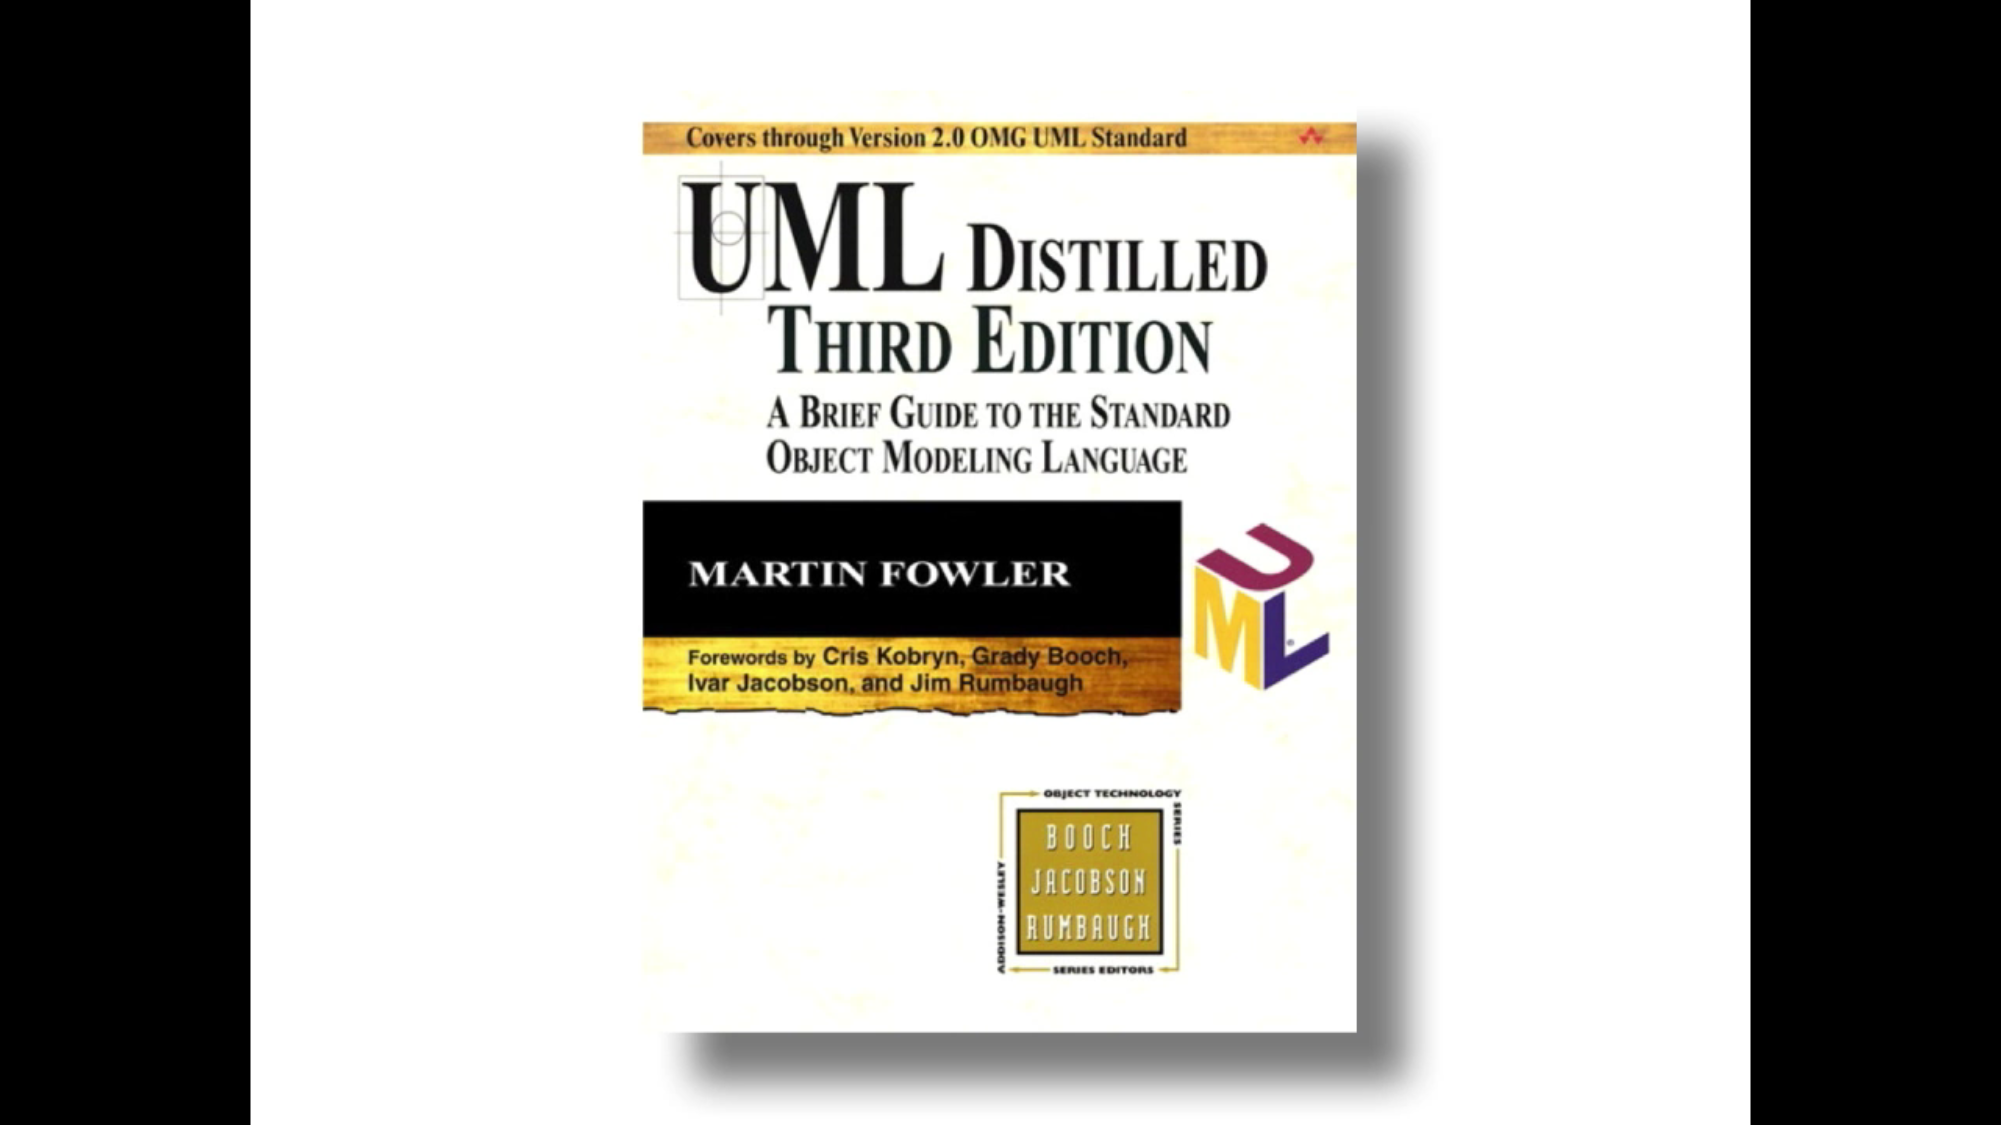 Covers through Version 2.0 OMG UML Standard
UML DISTILLED
THIRD EDITION
A BRIEF GUIDE TO THE STANDARD
OBJECT MODELING LANGUAGE
MARTIN FOWLER
UML
Forewords by Cris Kobryn, Grady Booch,
Ivar Jacobson, and Jim Rumbaugh
OBJECT TECHNOLOGY
SERIES
BOOCH
JACOBSON
RUMBAUGH
ADDISON-WESLEY
SERIES EDITORS